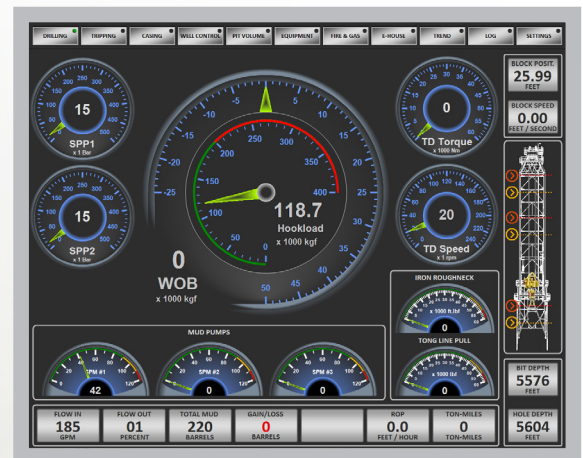 DRILLING
TRIPPING
CASING
WELL CONTROL
PIT VOLUME
EQUIPMENT
FIRE & GAS
E-HOUSE
TREND
LOG
SETTINGS
15
SPP1
x 1 Bar
15
SPP2
x 1 Bar
118.7
Hookload
x 1000 kgf
0
WOB
x 1000 kgf
0
TD Torque
x 1000 Nm
20
TD Speed
x 1 rpm
BLOCK POSIT.
25.99
FEET
BLOCK SPEED
0.00
FEET / SECOND
IRON ROUGHNECK
x 1000 ft.lbf
0
TONG LINE PULL
x 1000 lbf
0
MUD PUMPS
SPM #1
42
SPM #2
0
SPM #3
0
BIT DEPTH
5576
FEET
FLOW IN
185
GPM
FLOW OUT
01
PERCENT
TOTAL MUD
220
BARRELS
GAIN/LOSS
0
BARRELS
ROP
0.0
FEET / HOUR
TON-MILES
0
TON-MILES
HOLE DEPTH
5604
FEET